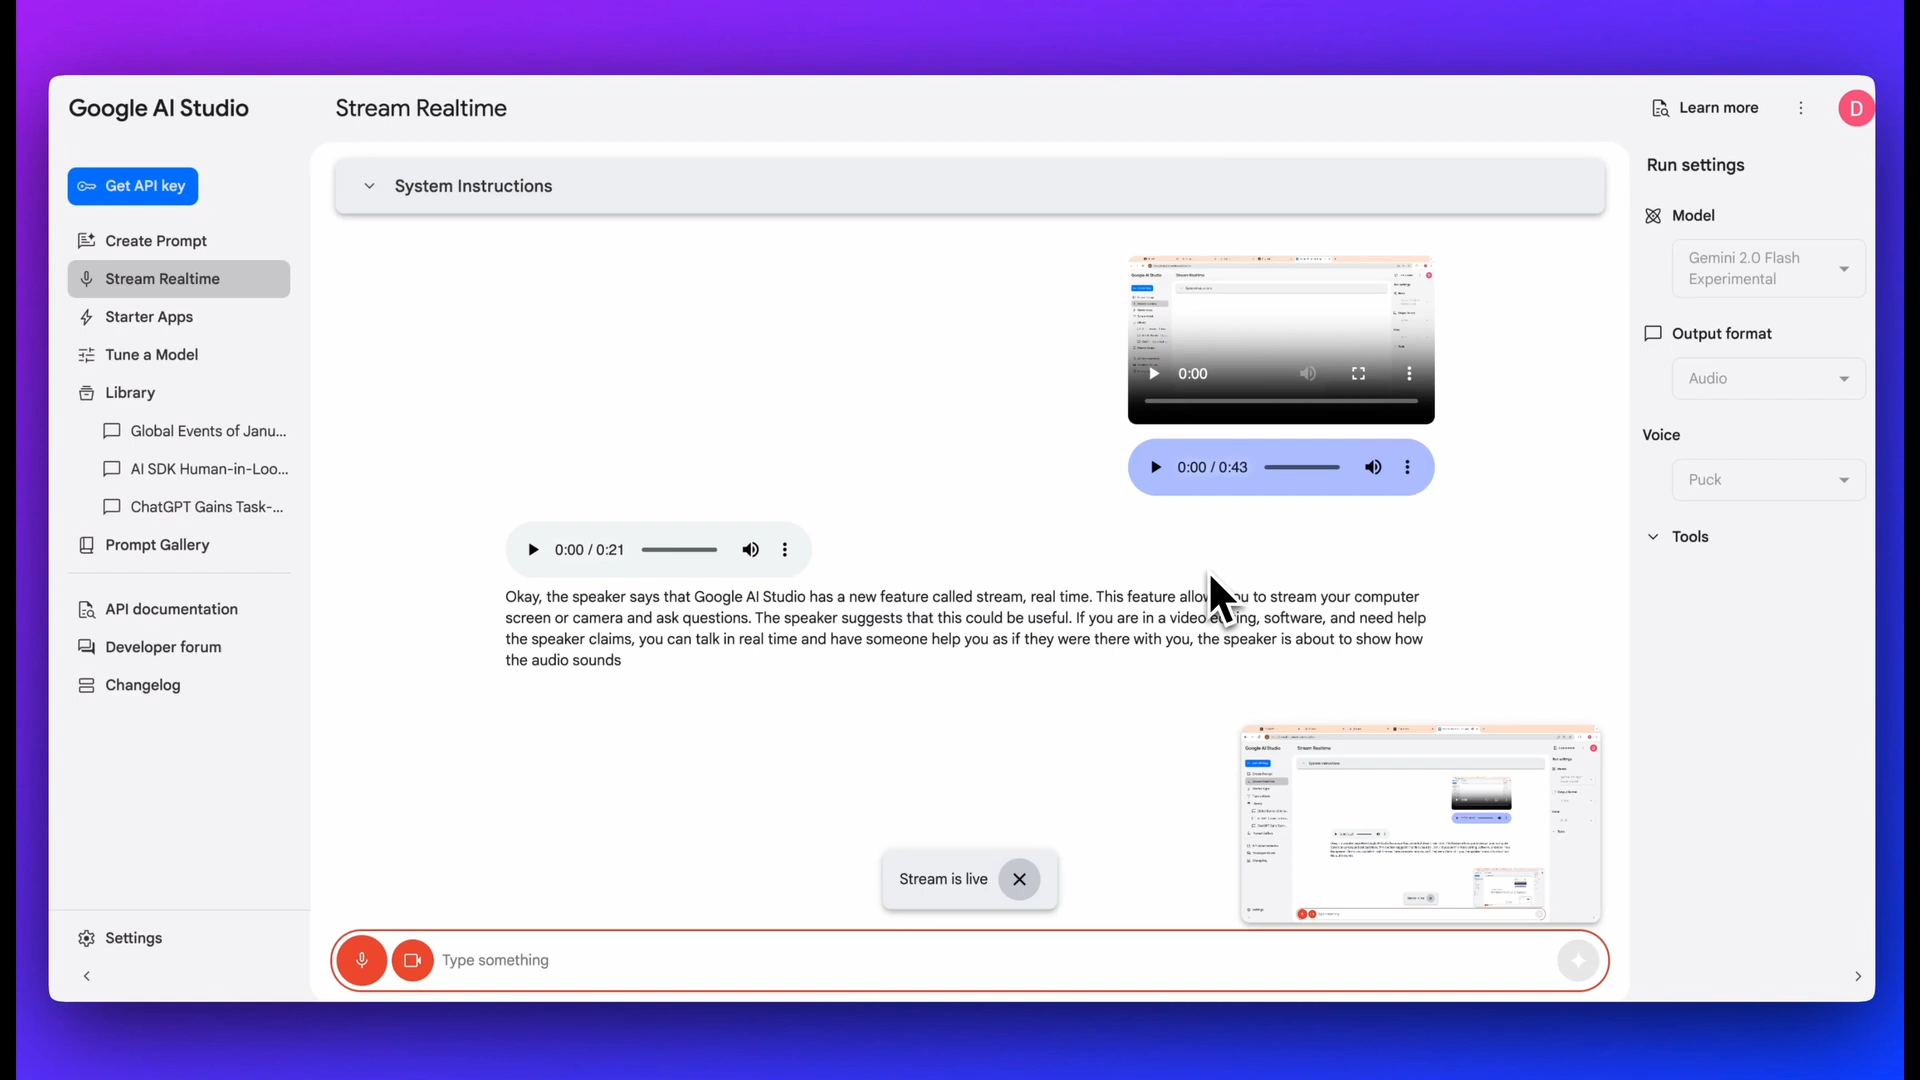 Google AI Studio
Stream Realtime
Learn more
D
Get API key
Create Prompt
Stream Realtime
Starter Apps
Tune a Model
Library
Global Events of Janu...
AI SDK Human-in-Loo...
ChatGPT Gains Task-...
Prompt Gallery
API documentation
Developer forum
Changelog
Settings
System Instructions
0:00
0:00 / 0:43
0:00 / 0:21
Okay, the speaker says that Google AI Studio has a new feature called stream, real time. This feature to stream your computer
screen or camera and ask questions. The speaker suggests that this could be useful. If you are in a video software, and need help
the speaker claims, you can talk in real time and have someone help you as if they were there with you, the speaker is about to show how
the audio sounds
Google AI Studio
Stream Realtime
Stream is live
Type something
Run settings
Model
Gemini 2.0 Flash
Experimental
Output format
Audio
Voice
Puck
Tools